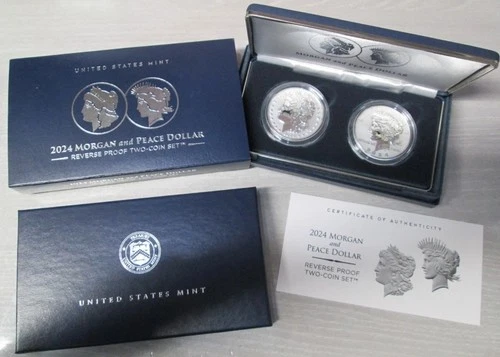 UNITED STATES MINT
2024 MORGAN and PEACE DOLLAR
REVERSE PROOF TWO-COIN SET™
2024 MORGAN and PEACE DOLLAR
UNITED STATES MINT
CERTIFICATE OF AUTHENTICITY
2024 MORGAN
and
PEACE DOLLAR
REVERSE PROOF
TWO-COIN SET™